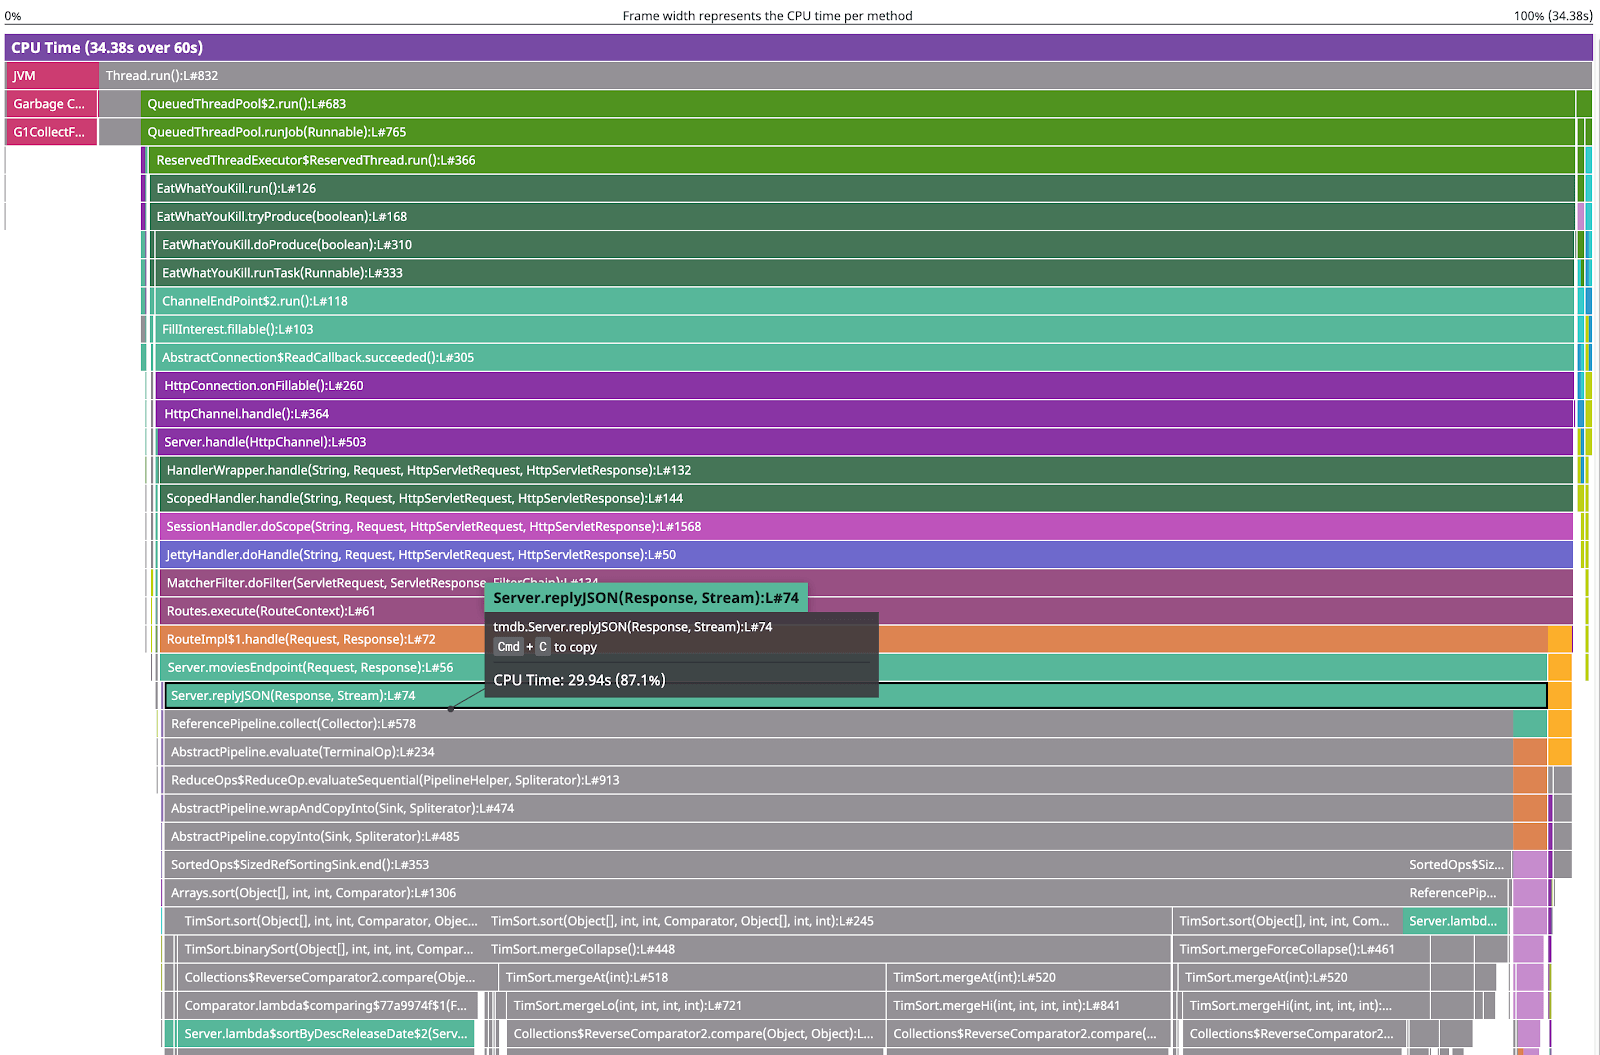 0%
Frame width represents the CPU time per method
100% (34.38s)
CPU Time (34.38s over 60s)
JVM
Thread.run():L#832
Garbage C...
QueuedThreadPool$2.run():L#683
G1CollectF...
QueuedThreadPool.runJob(Runnable):L#765
ReservedThreadExecutor$ReservedThread.run():L#366
EatWhatYouKill.run():L#126
EatWhatYouKill.tryProduce(boolean):L#168
EatWhatYouKill.doProduce(boolean):L#310
EatWhatYouKill.runTask(Runnable):L#333
ChannelEndPoint$2.run():L#118
FillInterest.fillable():L#103
AbstractConnection$ReadCallback.succeeded():L#305
HttpConnection.onFillable():L#260
HttpChannel.handle():L#364
Server.handle(HttpChannel):L#503
HandlerWrapper.handle(String, Request, HttpServletRequest, HttpServletResponse):L#132
ScopedHandler.handle(String, Request, HttpServletRequest, HttpServletResponse):L#144
SessionHandler.doScope(String, Request, HttpServletRequest, HttpServletResponse):L#1568
JettyHandler.doHandle(String, Request, HttpServletRequest, HttpServletResponse):L#50
MatcherFilter.doFilter(ServletRequest, ServletResponse, FilterChain):L#134
Server.replyJSON(Response, Stream):L#74
Routes.execute(RouteContext):L#61
tmdb.Server.replyJSON(Response, Stream):L#74
Cmd + C to copy
RouteImpl$1.handle(Request, Response):L#72
Server.moviesEndpoint(Request, Response):L#56
CPU Time: 29.94s (87.1%)
Server.replyJSON(Response, Stream):L#74
ReferencePipeline.collect(Collector):L#578
AbstractPipeline.evaluate(TerminalOp):L#234
ReduceOps$ReduceOp.evaluateSequential(PipelineHelper, Spliterator):L#913
AbstractPipeline.wrapAndCopyInto(Sink, Spliterator):L#474
AbstractPipeline.copyInto(Sink, Spliterator):L#485
SortedOps$SizedRefSortingSink.end():L#353
SortedOps$Siz...
Arrays.sort(Object[], int, int, Comparator):L#1306
ReferencePip...
TimSort.sort(Object[], int, int, Comparator, Objec...
TimSort.sort(Object[], int, int, Comparator, Object[], int, int):L#245
TimSort.sort(Object[], int, int, Com...
Server.lambd...
TimSort.binarySort(Object[], int, int, int, Compar...
TimSort.mergeCollapse():L#448
TimSort.mergeForceCollapse():L#461
Collections$ReverseComparator2.compare(Obje...
TimSort.mergeAt(int):L#518
TimSort.mergeAt(int):L#520
TimSort.mergeAt(int):L#520
Comparator.lambda$comparing$77a9974f$1(F...
TimSort.mergeLo(int, int, int, int):L#721
TimSort.mergeHi(int, int, int, int):L#841
TimSort.mergeHi(int, int, int, int):...
Server.lambda$sortByDescReleaseDate$2(Serv...
Collections$ReverseComparator2.compare(Object, Object):L...
Collections$ReverseComparator2.compare(...
Collections$ReverseComparator2...